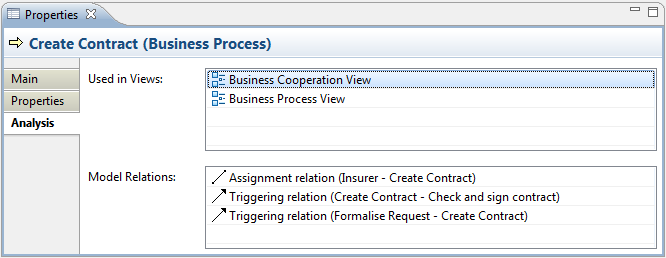 Properties
Create Contract (Business Process)
Main
Properties
Analysis
Used in Views:
Business Cooperation View
Business Process View
Model Relations:
Assignment relation (Insurer - Create Contract)
Triggering relation (Create Contract - Check and sign contract)
Triggering relation (Formalise Request - Create Contract)